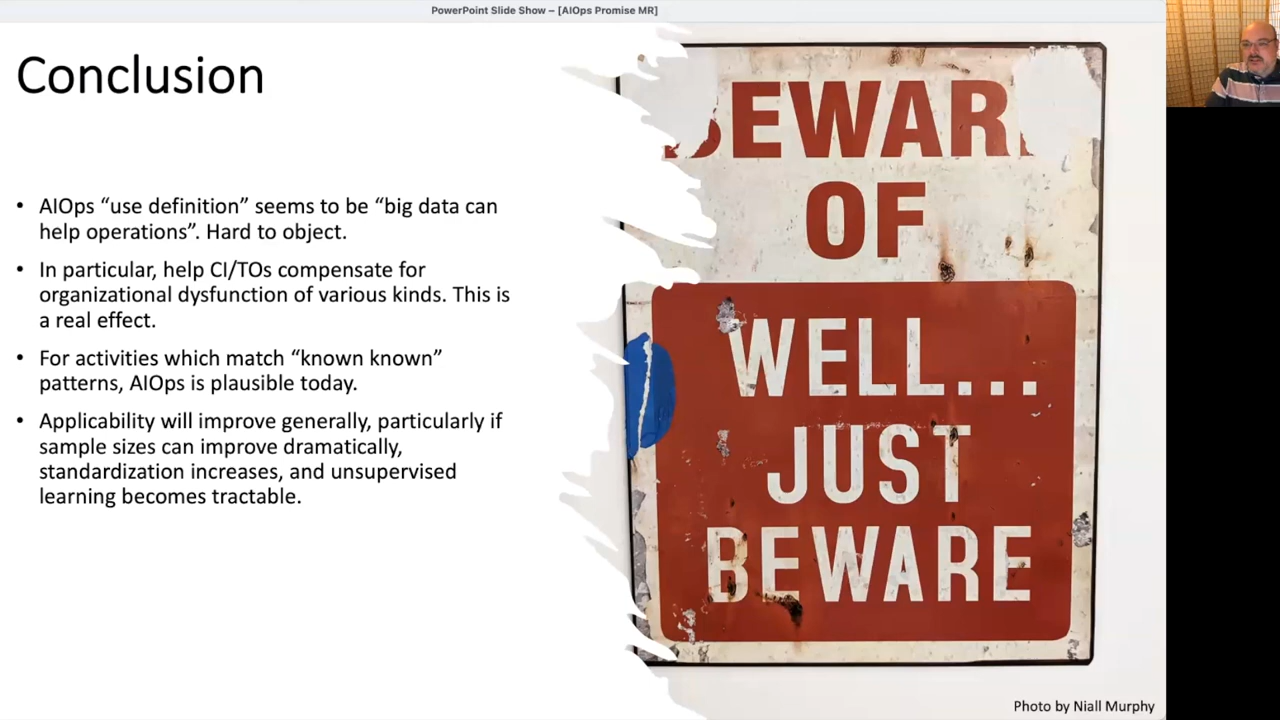 PowerPoint Slide Show – [AIOps Promise MR]
Conclusion
• AIOps “use definition” seems to be “big data can
help operations”. Hard to object.
• In particular, help CI/TOs compensate for
organizational dysfunction of various kinds. This is
a real effect.
• For activities which match “known known”
patterns, AIOps is plausible today.
• Applicability will improve generally, particularly if
sample sizes can improve dramatically,
standardization increases, and unsupervised
learning becomes tractable.
BEWARE
OF
WELL...
JUST
BEWARE
Photo by Niall Murphy